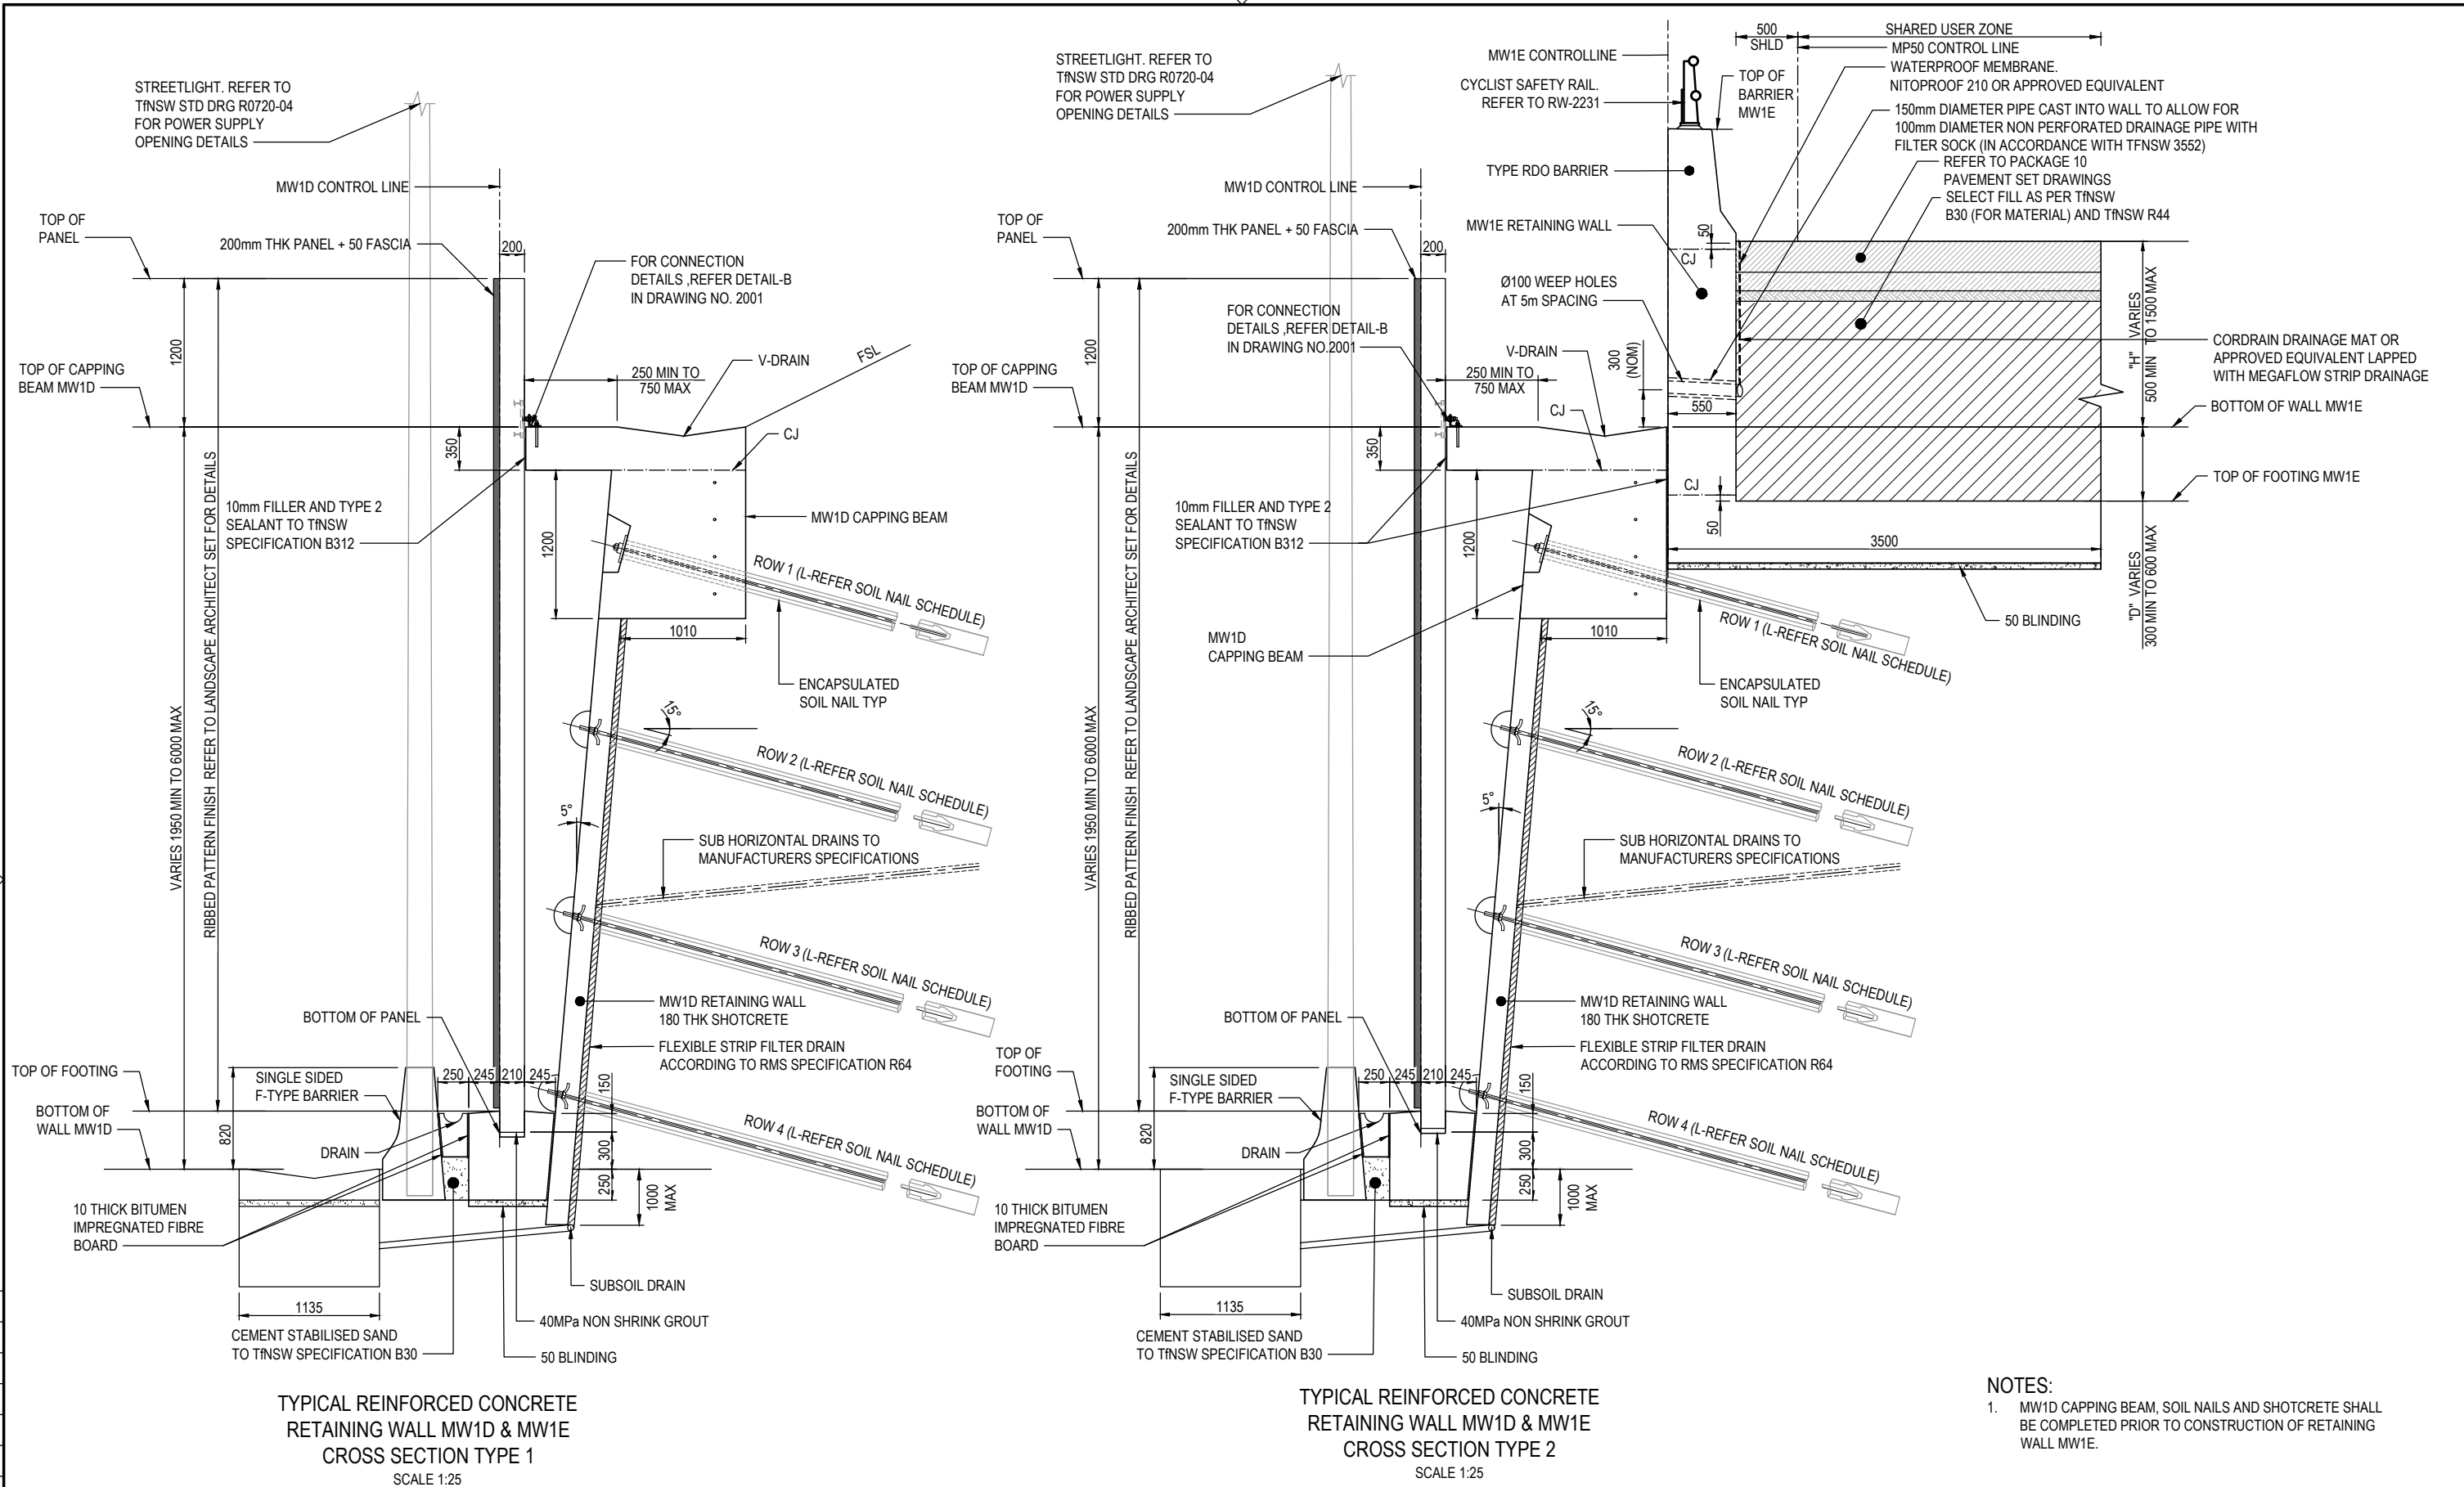 STREETLIGHT. REFER TO
TfNSW STD DRG R0720-04
FOR POWER SUPPLY
OPENING DETAILS
MW1D CONTROL LINE
TOP OF
PANEL
200mm THK PANEL + 50 FASCIA
200
FOR CONNECTION
DETAILS ,REFER DETAIL-B
IN DRAWING NO. 2001
1200
V-DRAIN
FSL
TOP OF CAPPING
BEAM MW1D
250 MIN TO
750 MAX
350
CJ
10mm FILLER AND TYPE 2
SEALANT TO TfNSW
SPECIFICATION B312
MW1D CAPPING BEAM
1200
ROW 1 (L-REFER SOIL NAIL SCHEDULE)
1010
ENCAPSULATED
SOIL NAIL TYP
VARIES 1950 MIN TO 6000 MAX
RIBBED PATTERN FINISH REFER TO LANDSCAPE ARCHITECT SET FOR DETAILS
15°
ROW 2 (L-REFER SOIL NAIL SCHEDULE)
5°
SUB HORIZONTAL DRAINS TO
MANUFACTURERS SPECIFICATIONS
ROW 3 (L-REFER SOIL NAIL SCHEDULE)
MW1D RETAINING WALL
180 THK SHOTCRETE
BOTTOM OF PANEL
FLEXIBLE STRIP FILTER DRAIN
ACCORDING TO RMS SPECIFICATION R64
TOP OF FOOTING
SINGLE SIDED
F-TYPE BARRIER
250
245
210
245
150
BOTTOM OF
WALL MW1D
820
DRAIN
ROW 4 (L-REFER SOIL NAIL SCHEDULE)
300
250
1000
MAX
10 THICK BITUMEN
IMPREGNATED FIBRE
BOARD
SUBSOIL DRAIN
1135
40MPa NON SHRINK GROUT
CEMENT STABILISED SAND
TO TfNSW SPECIFICATION B30
50 BLINDING
TYPICAL REINFORCED CONCRETE
RETAINING WALL MW1D & MW1E
CROSS SECTION TYPE 1
SCALE 1:25
STREETLIGHT. REFER TO
TfNSW STD DRG R0720-04
FOR POWER SUPPLY
OPENING DETAILS
MW1E CONTROLLINE
CYCLIST SAFETY RAIL.
REFER TO RW-2231
TOP OF
BARRIER
MW1E
500
SHLD
SHARED USER ZONE
MP50 CONTROL LINE
WATERPROOF MEMBRANE.
NITOPROOF 210 OR APPROVED EQUIVALENT
150mm DIAMETER PIPE CAST INTO WALL TO ALLOW FOR
100mm DIAMETER NON PERFORATED DRAINAGE PIPE WITH
FILTER SOCK (IN ACCORDANCE WITH TFNSW 3552)
REFER TO PACKAGE 10
PAVEMENT SET DRAWINGS
SELECT FILL AS PER TfNSW
B30 (FOR MATERIAL) AND TfNSW R44
TYPE RDO BARRIER
MW1D CONTROL LINE
TOP OF
PANEL
200mm THK PANEL + 50 FASCIA
MW1E RETAINING WALL
200
50
CJ
Ø100 WEEP HOLES
AT 5m SPACING
FOR CONNECTION
DETAILS ,REFER DETAIL-B
IN DRAWING NO.2001
1200
V-DRAIN
300
(NOM)
"H" VARIES
500 MIN TO 1500 MAX
CORDRAIN DRAINAGE MAT OR
APPROVED EQUIVALENT LAPPED
WITH MEGAFLOW STRIP DRAINAGE
TOP OF CAPPING
BEAM MW1D
250 MIN TO
750 MAX
CJ
550
BOTTOM OF WALL MW1E
350
CJ
TOP OF FOOTING MW1E
10mm FILLER AND TYPE 2
SEALANT TO TfNSW
SPECIFICATION B312
50
3500
1200
"D" VARIES
300 MIN TO 600 MAX
50 BLINDING
ROW 1 (L-REFER SOIL NAIL SCHEDULE)
1010
MW1D
CAPPING BEAM
ENCAPSULATED
SOIL NAIL TYP
VARIES 1950 MIN TO 6000 MAX
RIBBED PATTERN FINISH REFER TO LANDSCAPE ARCHITECT SET FOR DETAILS
15°
ROW 2 (L-REFER SOIL NAIL SCHEDULE)
5°
SUB HORIZONTAL DRAINS TO
MANUFACTURERS SPECIFICATIONS
ROW 3 (L-REFER SOIL NAIL SCHEDULE)
MW1D RETAINING WALL
180 THK SHOTCRETE
BOTTOM OF PANEL
FLEXIBLE STRIP FILTER DRAIN
ACCORDING TO RMS SPECIFICATION R64
TOP OF
FOOTING
SINGLE SIDED
F-TYPE BARRIER
250
245
210
245
150
BOTTOM OF
WALL MW1D
820
DRAIN
ROW 4 (L-REFER SOIL NAIL SCHEDULE)
300
250
1000
MAX
10 THICK BITUMEN
IMPREGNATED FIBRE
BOARD
SUBSOIL DRAIN
1135
40MPa NON SHRINK GROUT
CEMENT STABILISED SAND
TO TfNSW SPECIFICATION B30
50 BLINDING
TYPICAL REINFORCED CONCRETE
RETAINING WALL MW1D & MW1E
CROSS SECTION TYPE 2
SCALE 1:25
NOTES:
1. MW1D CAPPING BEAM, SOIL NAILS AND SHOTCRETE SHALL
BE COMPLETED PRIOR TO CONSTRUCTION OF RETAINING
WALL MW1E.